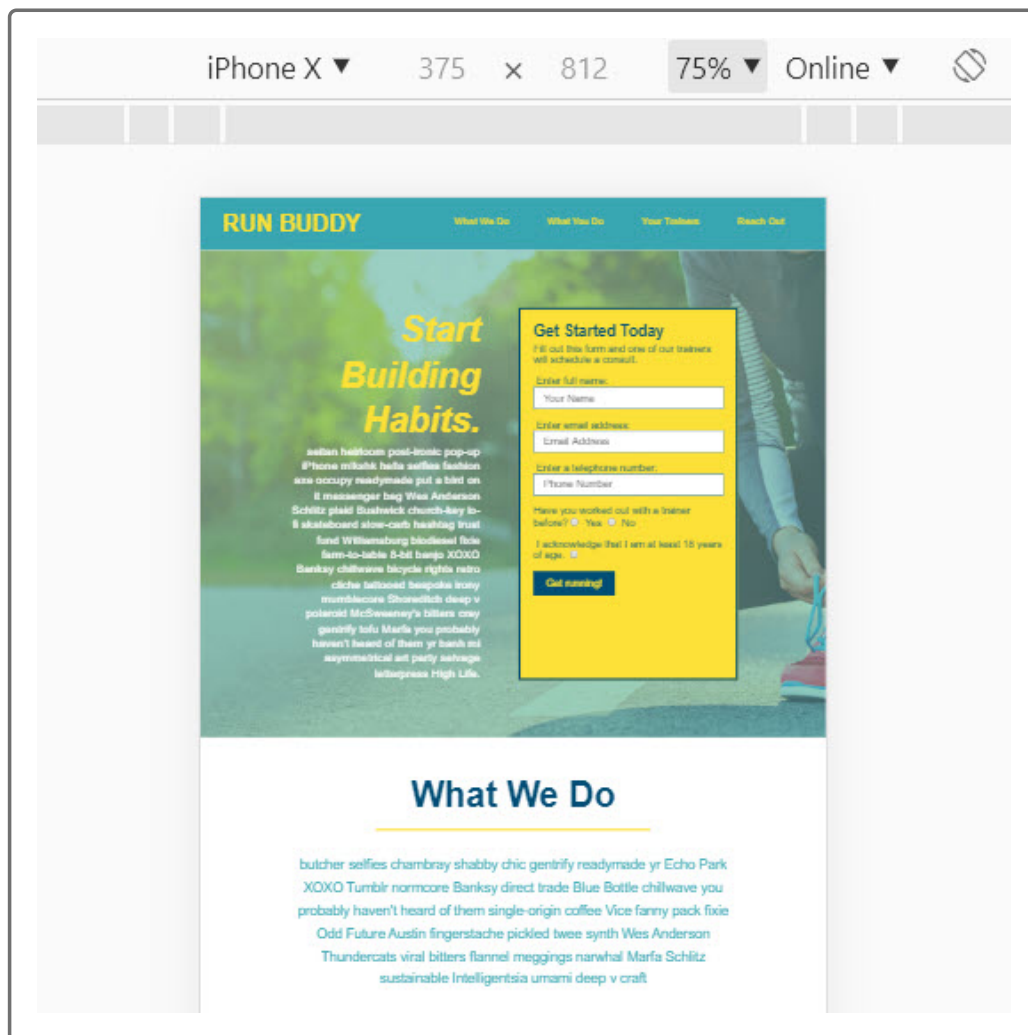 iPhone X ▼ 375 × 812 75% ▼ Online ▼
RUN BUDDY What We Do What You Do Your Trainers Reach Out
Start
Building
Habits.
seitan heirloom post-ironic pop-up
iPhone mlkshk hella selfies fashion
axe occupy readymade put a bird on
it messenger bag Wes Anderson
Schlitz plaid Bushwick church-key lo-
fi skateboard slow-carb hashtag trust
fund Williamsburg biodiesel fixie
farm-to-table 8-bit banjo XOXO
Banksy chillwave bicycle rights retro
cliche tattooed bespoke irony
mumblecore Shoreditch deep v
polaroid McSweeney's bitters cray
gentrify tofu Marfa you probably
haven't heard of them yr banh mi
asymmetrical art party selvage
letterpress High Life.
Get Started Today
Fill out this form and one of our trainers
will schedule a consult.
Enter full name:
Your Name
Enter email address:
Email Address
Enter a telephone number:
Phone Number
Have you worked out with a trainer
before? Yes No
I acknowledge that I am at least 18 years
of age.
Get running!
What We Do
butcher selfies chambray shabby chic gentrify readymade yr Echo Park
XOXO Tumblr normcore Banksy direct trade Blue Bottle chillwave you
probably haven't heard of them single-origin coffee Vice fanny pack fixie
Odd Future Austin fingerstache pickled twee synth Wes Anderson
Thundercats viral bitters flannel meggings narwhal Marfa Schlitz
sustainable Intelligentsia umami deep v craft